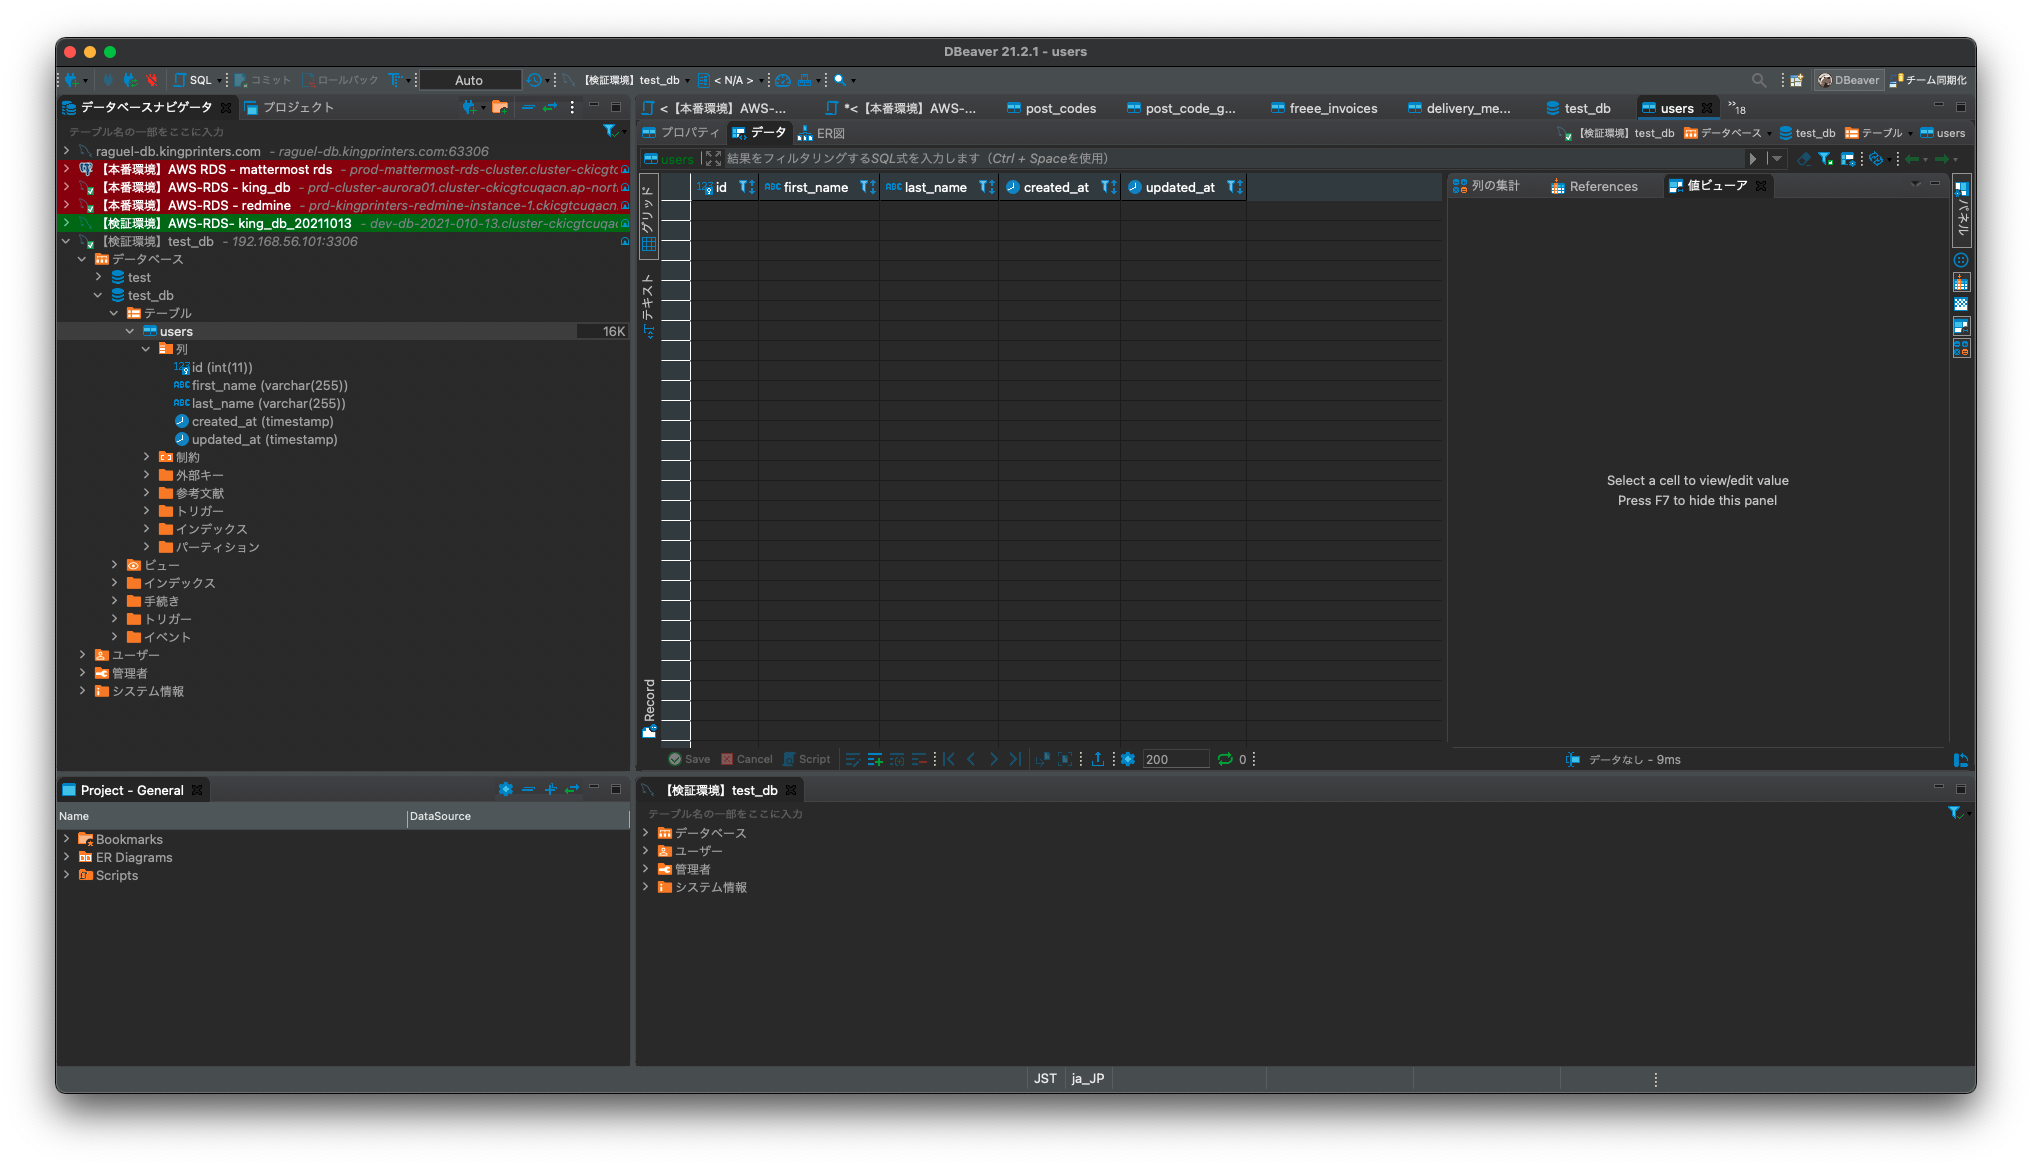 DBeaver 21.2.1 - users
SQL
コミット
ロールバック
Auto
【検証環境】test_db
< N/A >
DBeaver
チーム同期化
データベースナビゲータ
プロジェクト
テーブル名の一部をここに入力
raguel-db.kingprinters.com - raguel-db.kingprinters.com:63306
【本番環境】AWS RDS - mattermost rds - prod-mattermost-rds-cluster.cluster-ckicgtc
【本番環境】AWS-RDS - king_db - prd-cluster-aurora01.cluster-ckicgtcuqacn.ap-nort
【本番環境】AWS-RDS - redmine - prd-kingprinters-redmine-instance-1.ckicgtcuqacn
【検証環境】AWS-RDS- king_db_20211013 - dev-db-2021-010-13.cluster-ckicgtcuqa
【検証環境】test_db - 192.168.56.101:3306
データベース
test
test_db
テーブル
users 16K
列
id (int(11))
first_name (varchar(255))
last_name (varchar(255))
created_at (timestamp)
updated_at (timestamp)
制約
外部キー
参考文献
トリガー
インデックス
パーティション
ビュー
インデックス
手続き
トリガー
イベント
ユーザー
管理者
システム情報
<【本番環境】AWS-...
*<【本番環境】AWS-...
post_codes
post_code_g...
freee_invoices
delivery_me...
test_db
users
»18
プロパティ
データ
ER図
【検証環境】test_db
データベース
test_db
テーブル
users
users
結果をフィルタリングするSQL式を入力します（Ctrl + Spaceを使用）
グリッド
テキスト
Record
123 id
ABC first_name
ABC last_name
created_at
updated_at
列の集計
References
値ビューア
パネル
Select a cell to view/edit value
Press F7 to hide this panel
Save
Cancel
Script
200
0
データなし - 9ms
Project - General
Name
DataSource
Bookmarks
ER Diagrams
Scripts
【検証環境】test_db
テーブル名の一部をここに入力
データベース
ユーザー
管理者
システム情報
JST
ja_JP